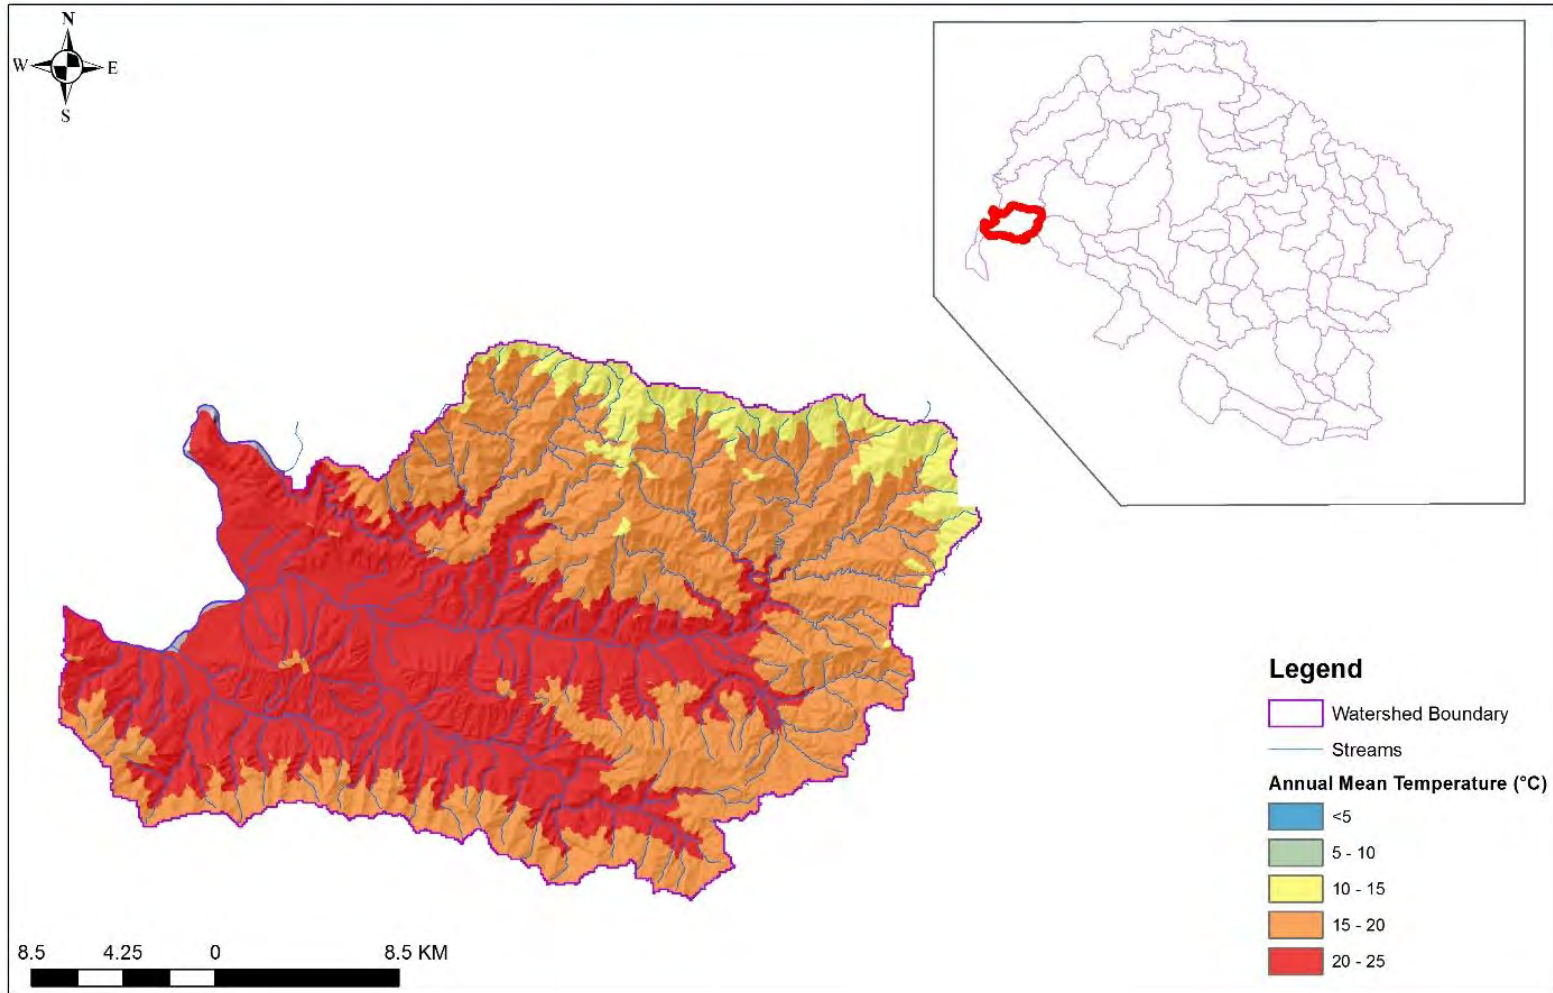 N
W E
S
Legend
Watershed Boundary
Streams
Annual Mean Temperature (°C)
<5
5 - 10
10 - 15
15 - 20
20 - 25
8.5 4.25 0 8.5 KM